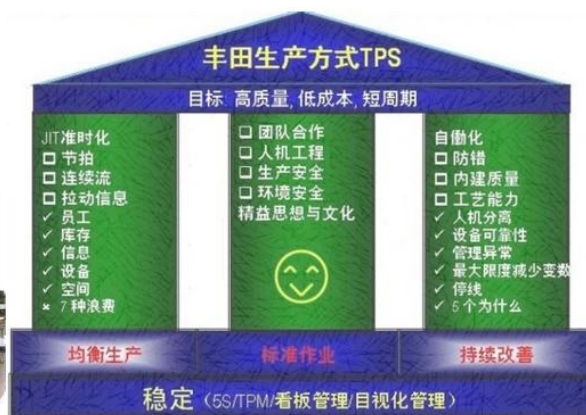 丰田生产方式TPS
目标: 高质量, 低成本, 短周期
JIT准时化
□ 节拍
□ 连续流
□ 拉动信息
✓ 员工
✓ 库存
✓ 信息
✓ 设备
✓ 空间
× 7种浪费
□ 团队合作
□ 人机工程
□ 生产安全
□ 环境安全
精益思想与文化
自働化
□ 防错
□ 内建质量
□ 工艺能力
✓ 人机分离
✓ 设备可靠性
✓ 管理异常
✓ 最大限度减少变数
✓ 停线
✓ 5个为什么
均衡生产
标准作业
持续改善
稳定（5S/TPM/看板管理/目视化管理）